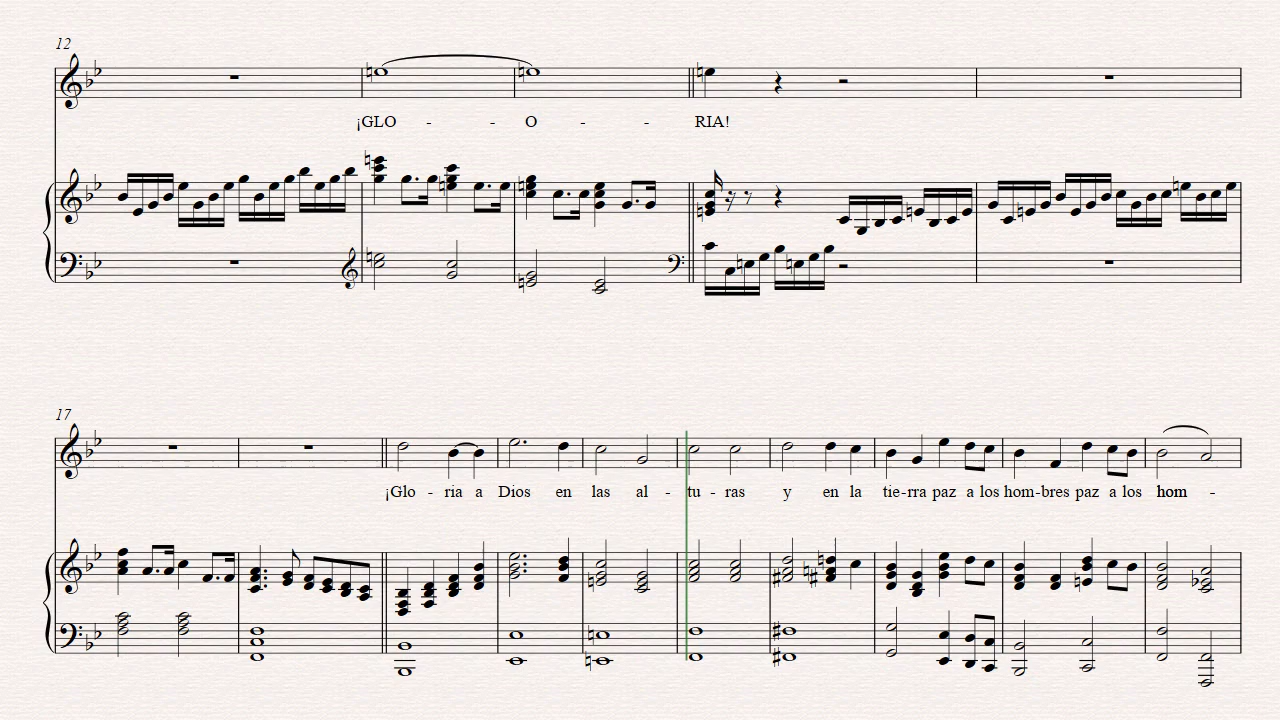 12
¡GLO - - O - - RIA!
17
¡Glo - ria a Dios en las al - tu - ras y en la tie-rra paz a los hom-bres paz a los hom -